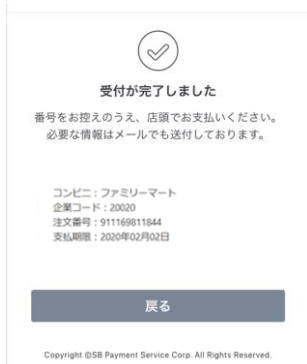 受付が完了しました
番号をお控えのうえ、店頭でお支払いください。
必要な情報はメールでも送付しております。
コンビニ：ファミリーマート
企業コード：20020
注文番号：911169811844
支払期限：2020年02月02日
戻る
Copyright ©SB Payment Service Corp. All Rights Reserved.